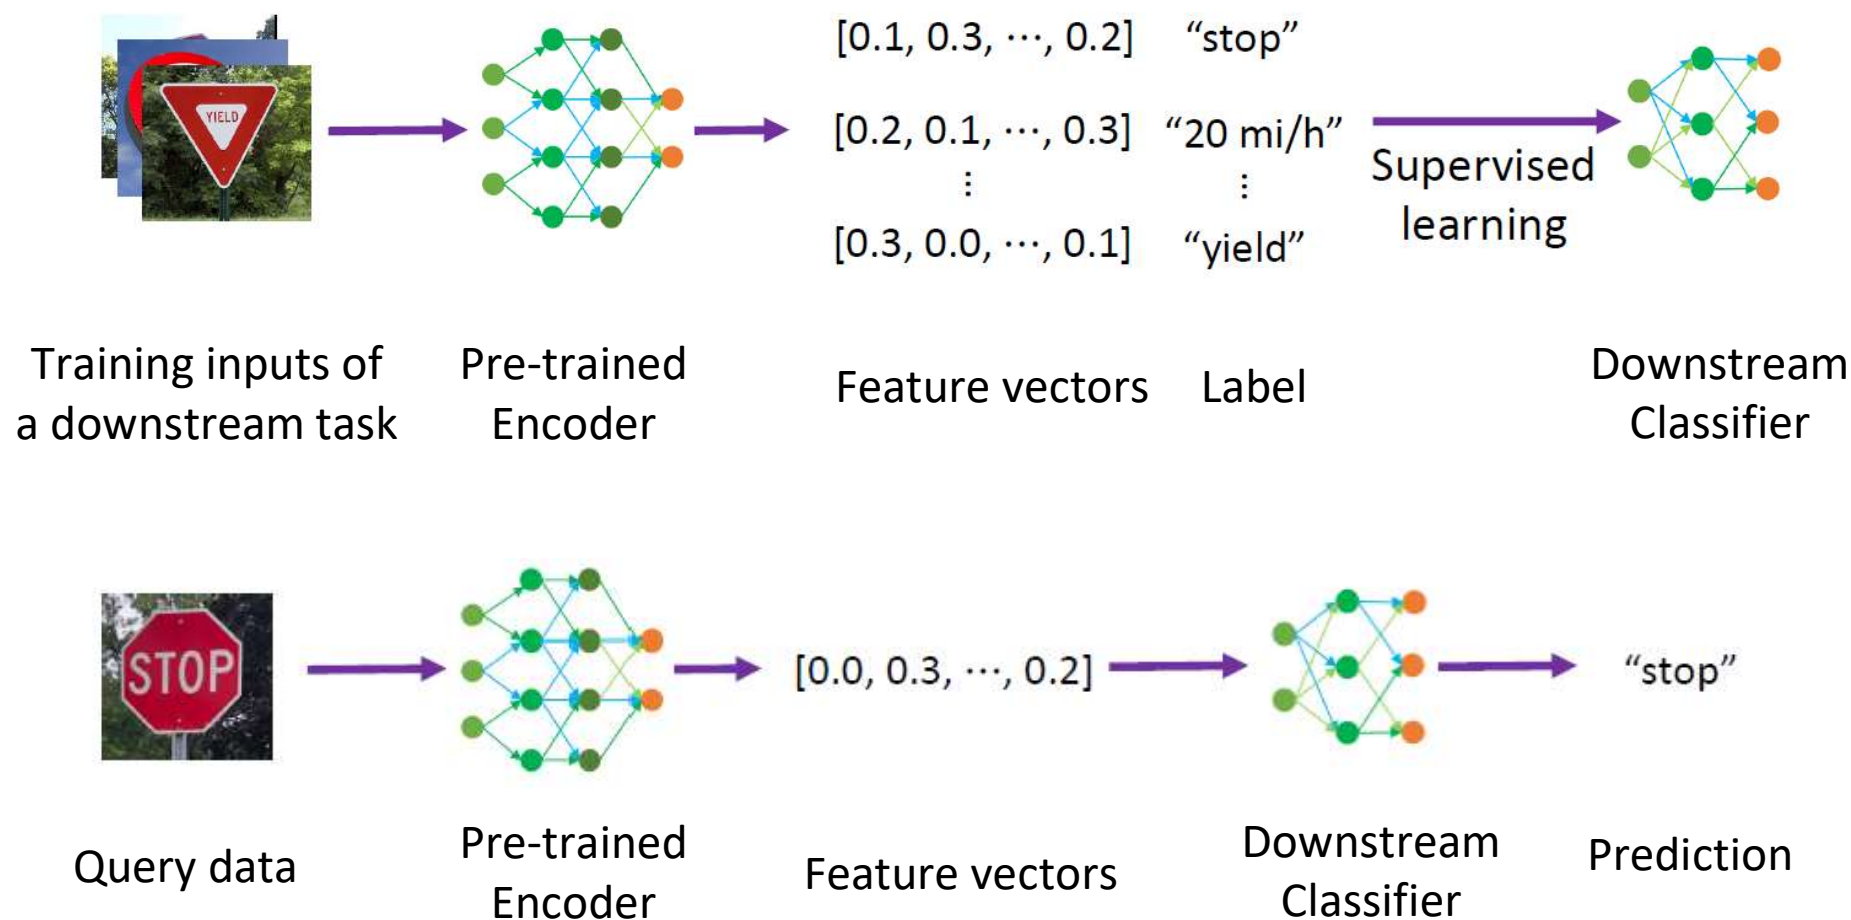 YIELD
[0.1, 0.3, ⋯, 0.2] “stop”
[0.2, 0.1, ⋯, 0.3] “20 mi/h”
⋮ ⋮
[0.3, 0.0, ⋯, 0.1] “yield”
Supervised
learning
Training inputs of
a downstream task
Pre-trained
Encoder
Feature vectors
Label
Downstream
Classifier
STOP
[0.0, 0.3, ⋯, 0.2]
“stop”
Query data
Pre-trained
Encoder
Feature vectors
Downstream
Classifier
Prediction